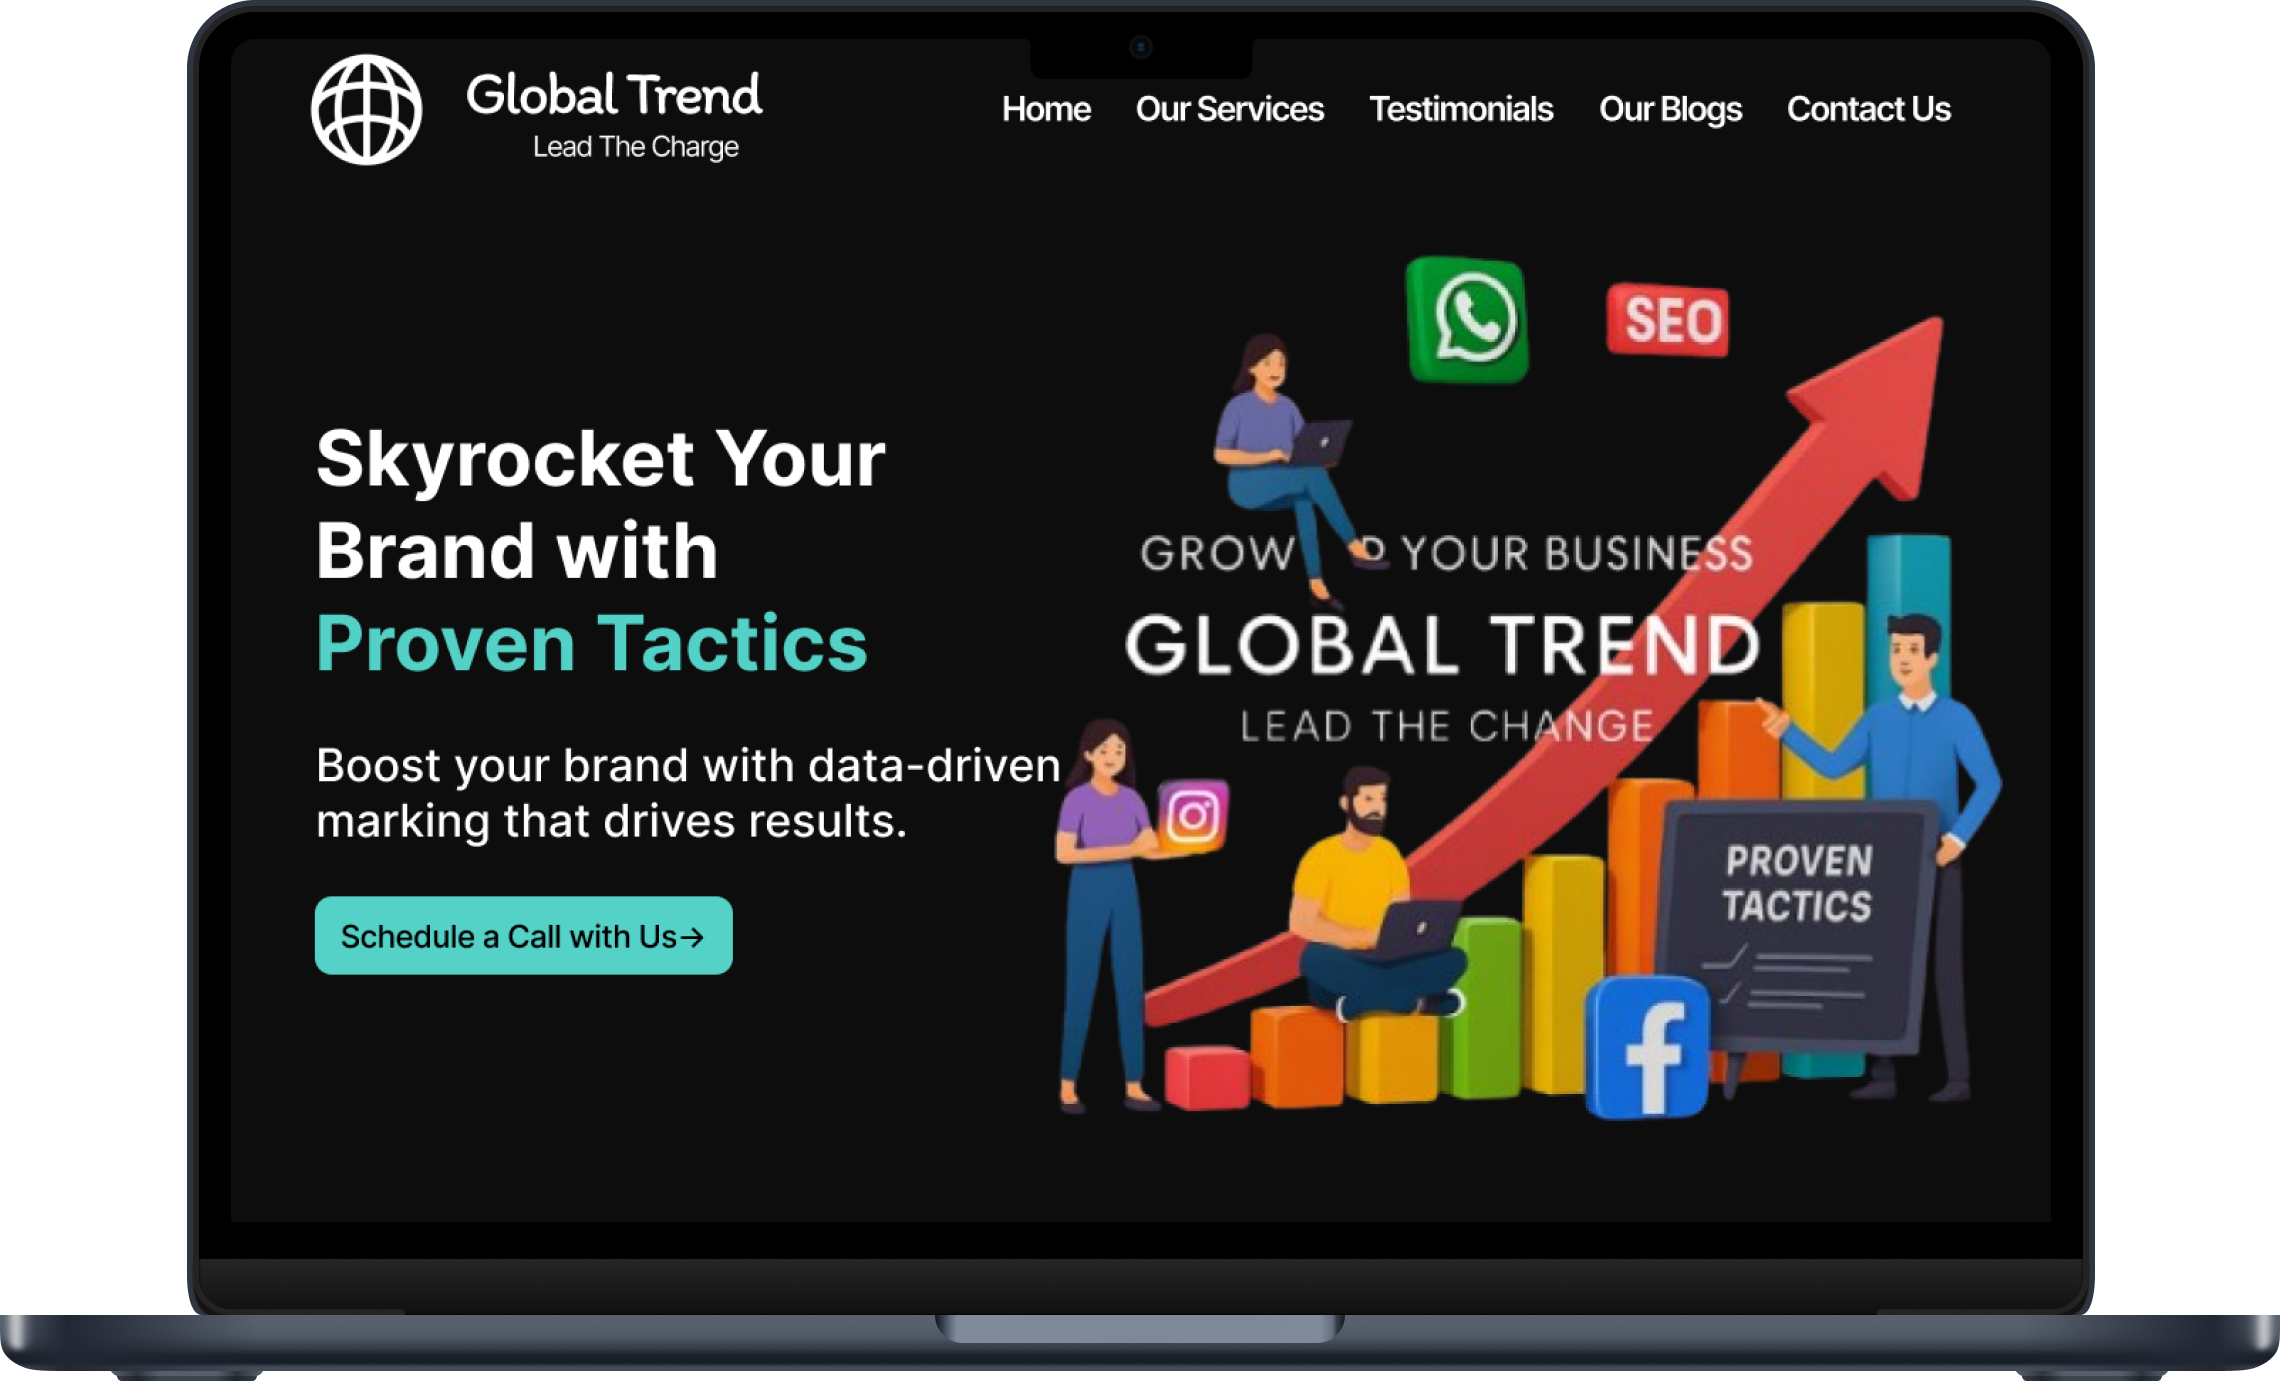 Global Trend
Lead The Charge
Home Our Services Testimonials Our Blogs Contact Us
Skyrocket Your
Brand with
Proven Tactics
Boost your brand with data-driven
marking that drives results.
Schedule a Call with Us→
SEO
GROW YOUR BUSINESS
GLOBAL TREND
LEAD THE CHANGE
PROVEN
TACTICS